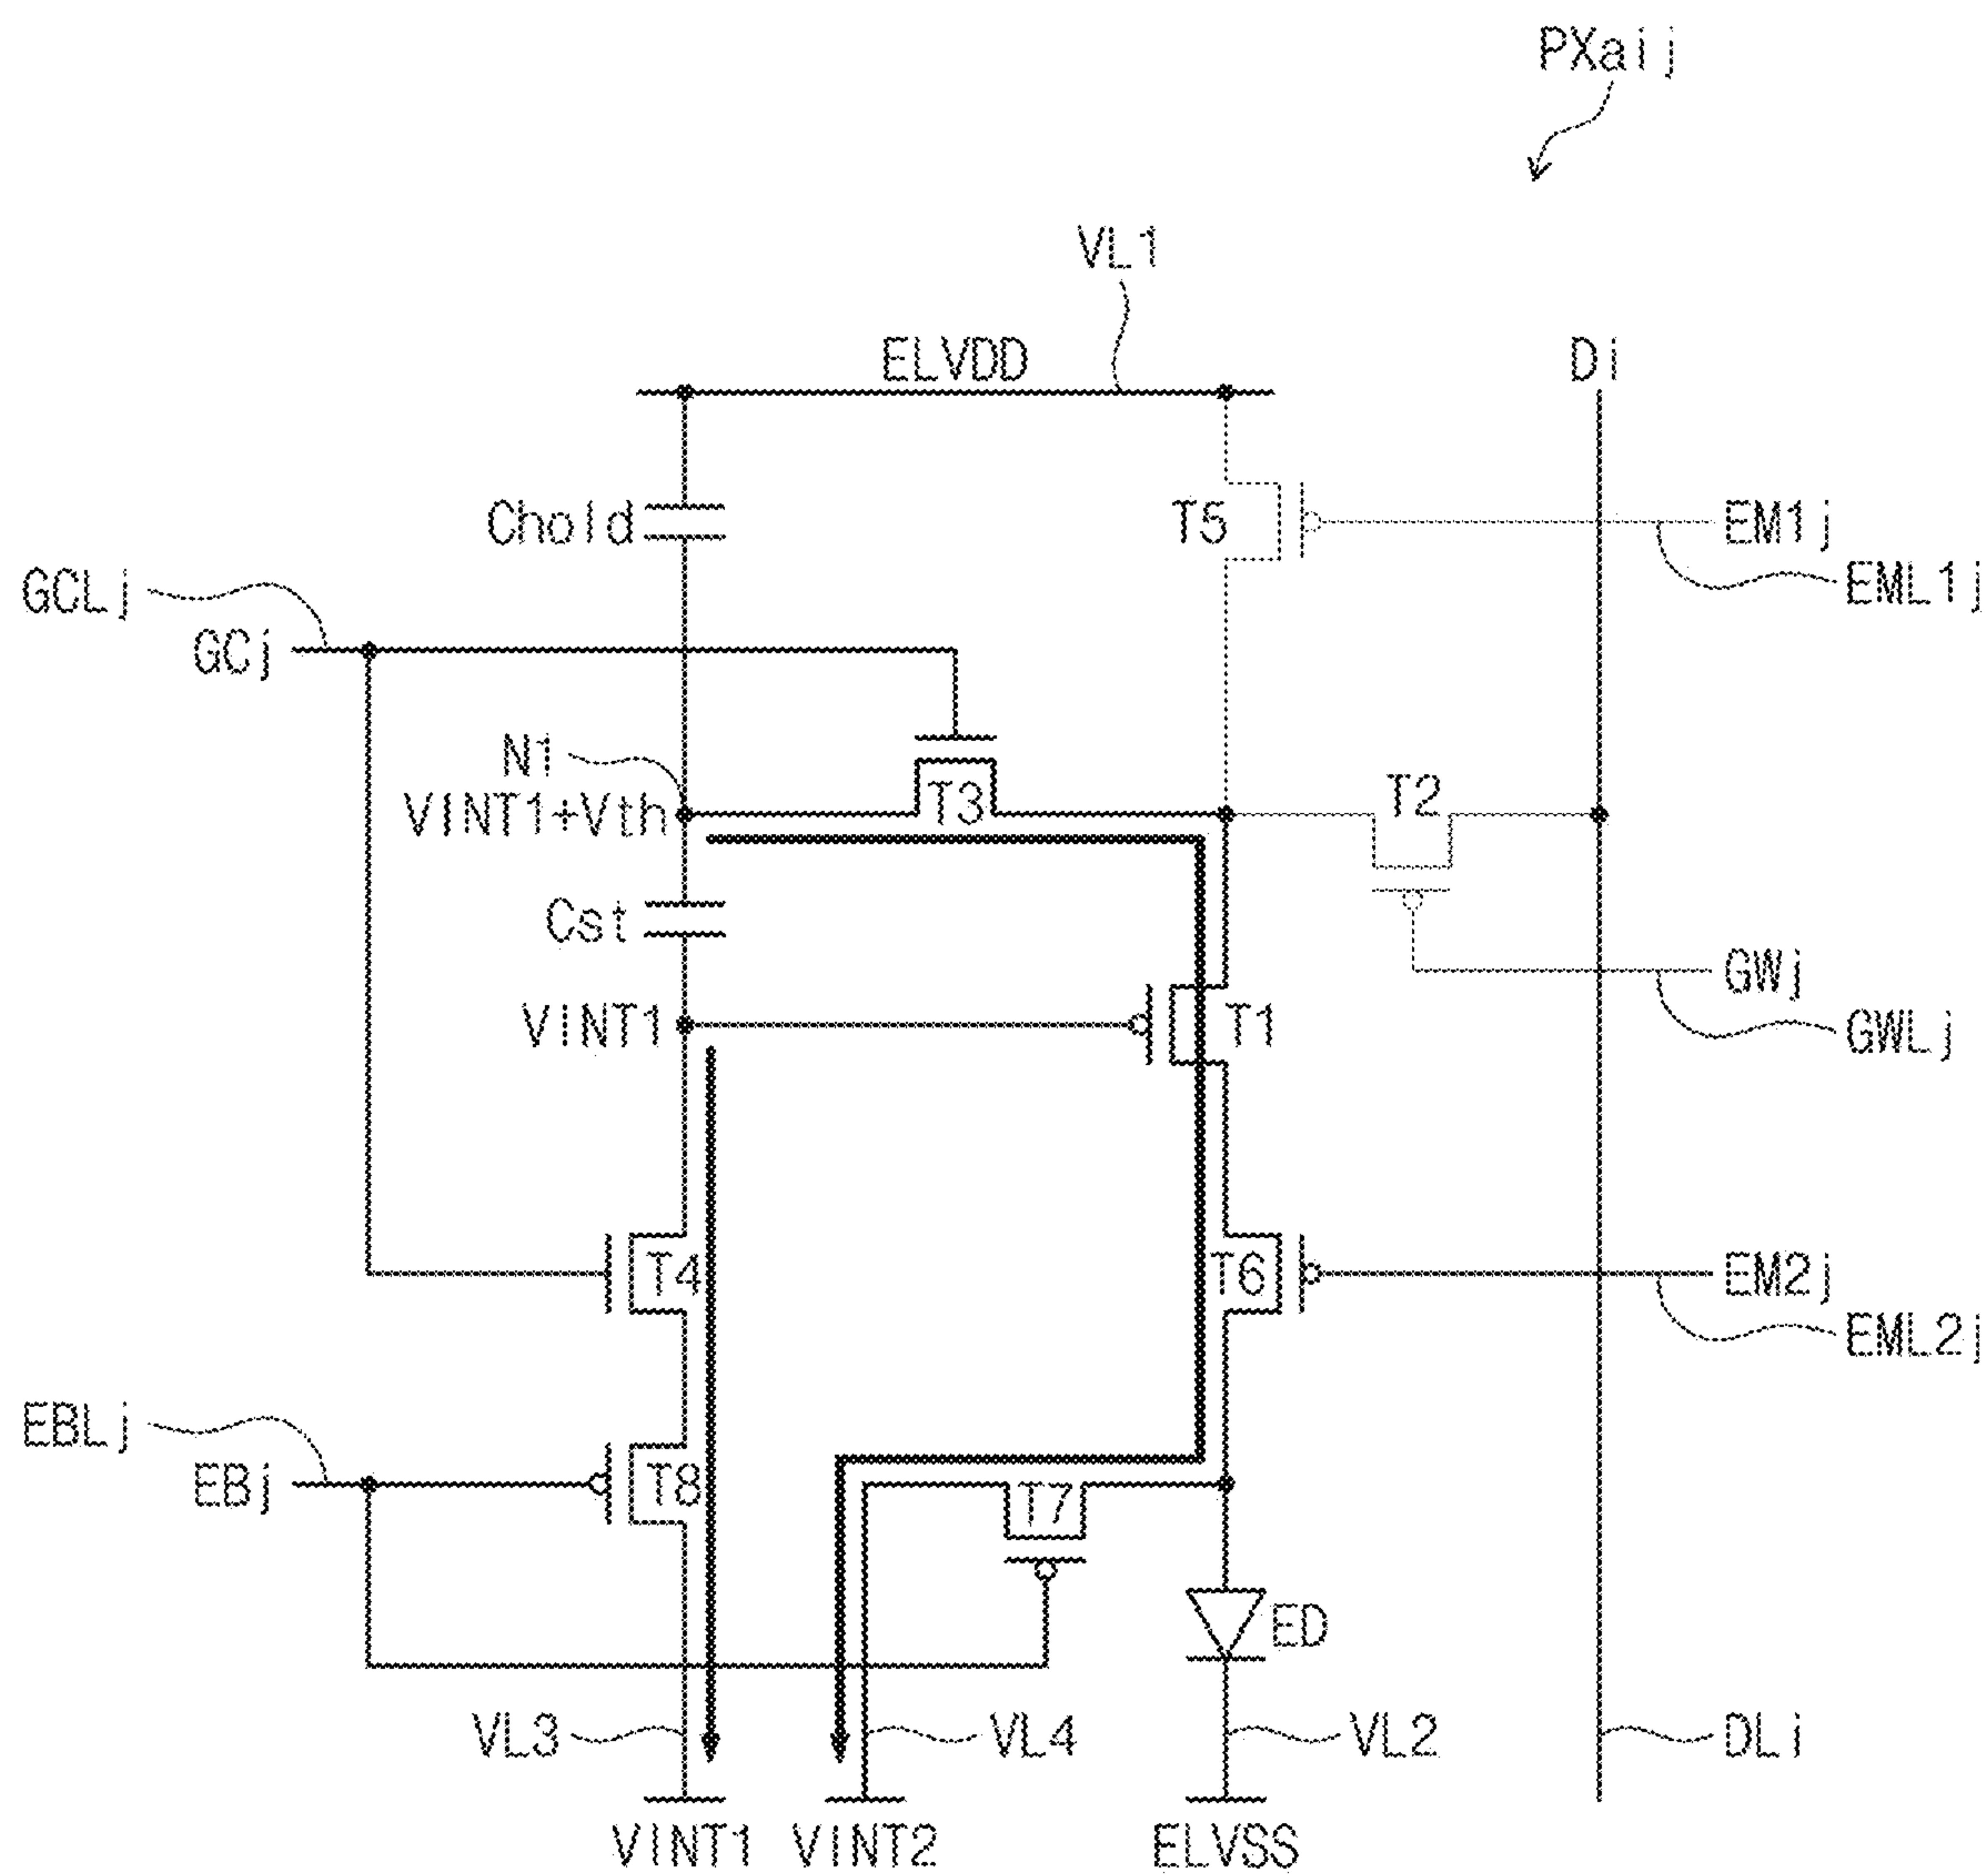 PXaij
VL1
ELVDD
Di
Chold
T5
EM1j
EML1j
GCLj
GCj
N1
VINT1+Vth
T3
T2
Cst
GWj
VINT1
T1
GWLj
T4
T6
EM2j
EML2j
EBLj
EBj
T8
T7
ED
VL3
VL4
VL2
DLi
VINT1
VINT2
ELVSS